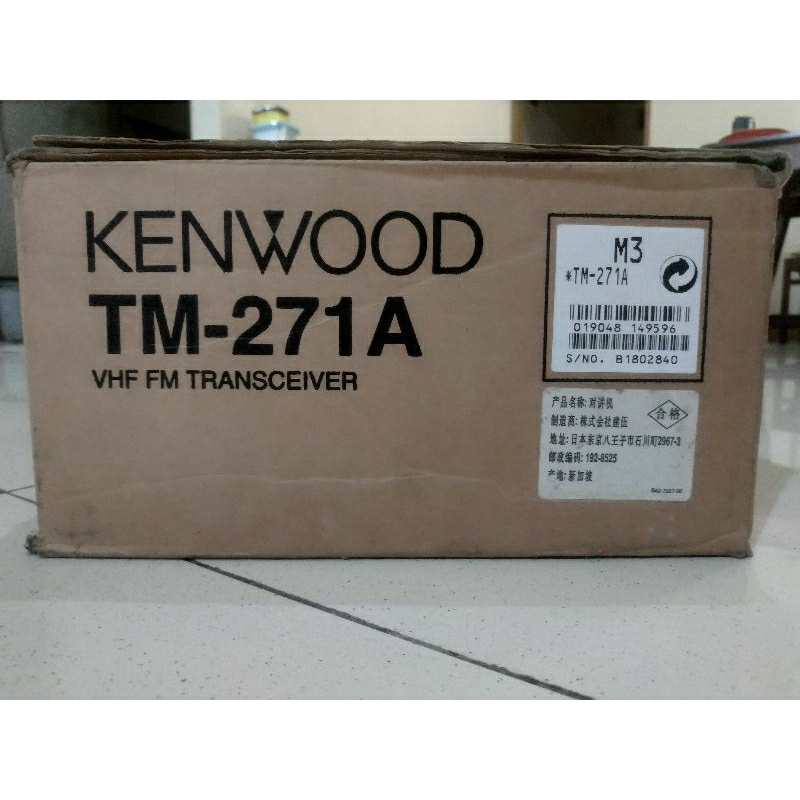 KENWOOD
TM-271A
VHF FM TRANSCEIVER
M3
*TM-271A
019048 149596
S/NO. B1802840
产品名称: 对讲机
制造商: 株式会社建伍
地址: 日本东京八王子市石川町2967-3
邮政编码: 192-8525
产地: 新加坡
合格